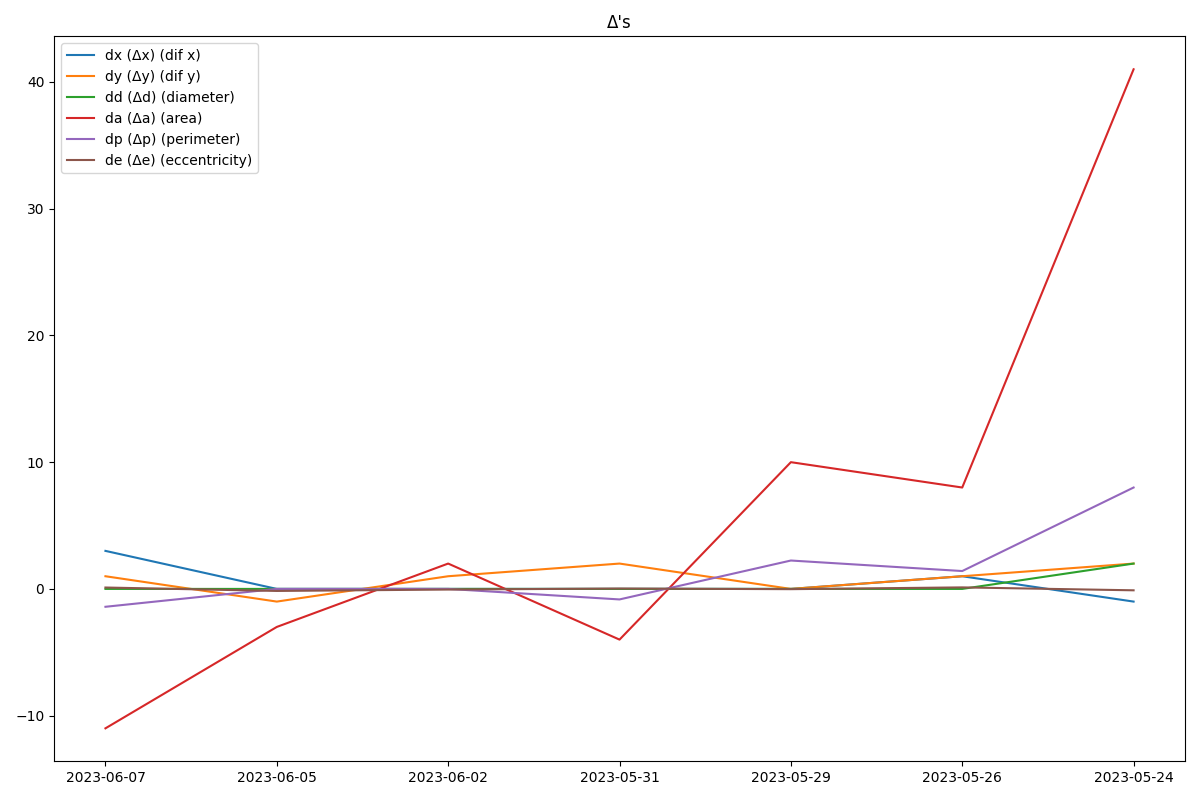 Δ's
dx (Δx) (dif x)
dy (Δy) (dif y)
dd (Δd) (diameter)
da (Δa) (area)
dp (Δp) (perimeter)
de (Δe) (eccentricity)
40
30
20
10
0
−10
2023-06-07 2023-06-05 2023-06-02 2023-05-31 2023-05-29 2023-05-26 2023-05-24